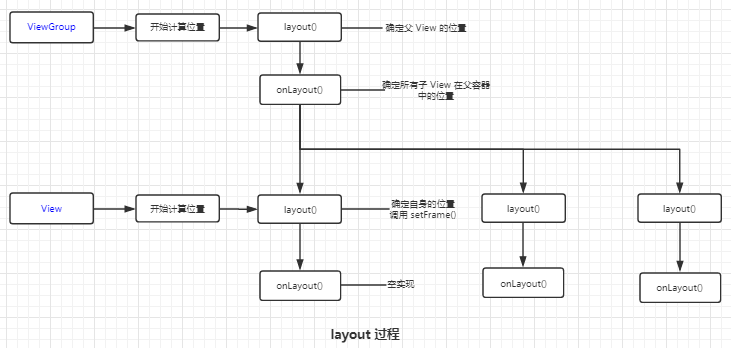 ViewGroup
开始计算位置
layout()
确定父 View 的位置
onLayout()
确定所有子 View 在父容器
中的位置
View
开始计算位置
layout()
确定自身的位置
调用 setFrame()
layout()
layout()
onLayout()
空实现
onLayout()
onLayout()
layout 过程